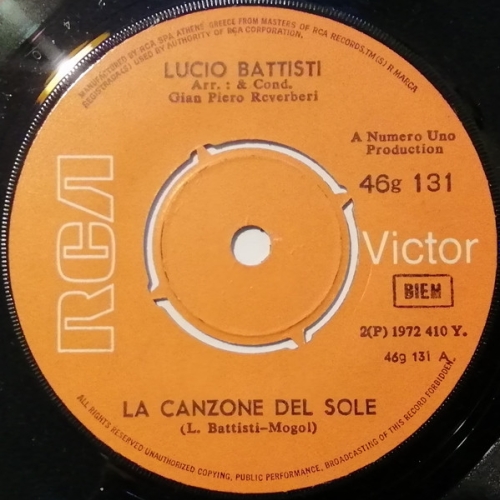 MANUFACTURED BY RCA SPA ATHENS GREECE FROM MASTERS OF RCA RECORDS, TM(S) R MARCA
REGISTRADA(S) USED BY AUTHORITY OF RCA CORPORATION.
LUCIO BATTISTI
Arr. : & Cond.
Gian Piero Reverberi
A Numero Uno
Production
46g 131
RCA
Victor
BIEM
2(P) 1972 410 Y.
46g 131 A
LA CANZONE DEL SOLE
(L. Battisti-Mogol)
ALL RIGHTS RESERVED UNAUTHORIZED COPYING, PUBLIC PERFORMANCE, BROADCASTING OF THIS RECORD FORBIDDEN.